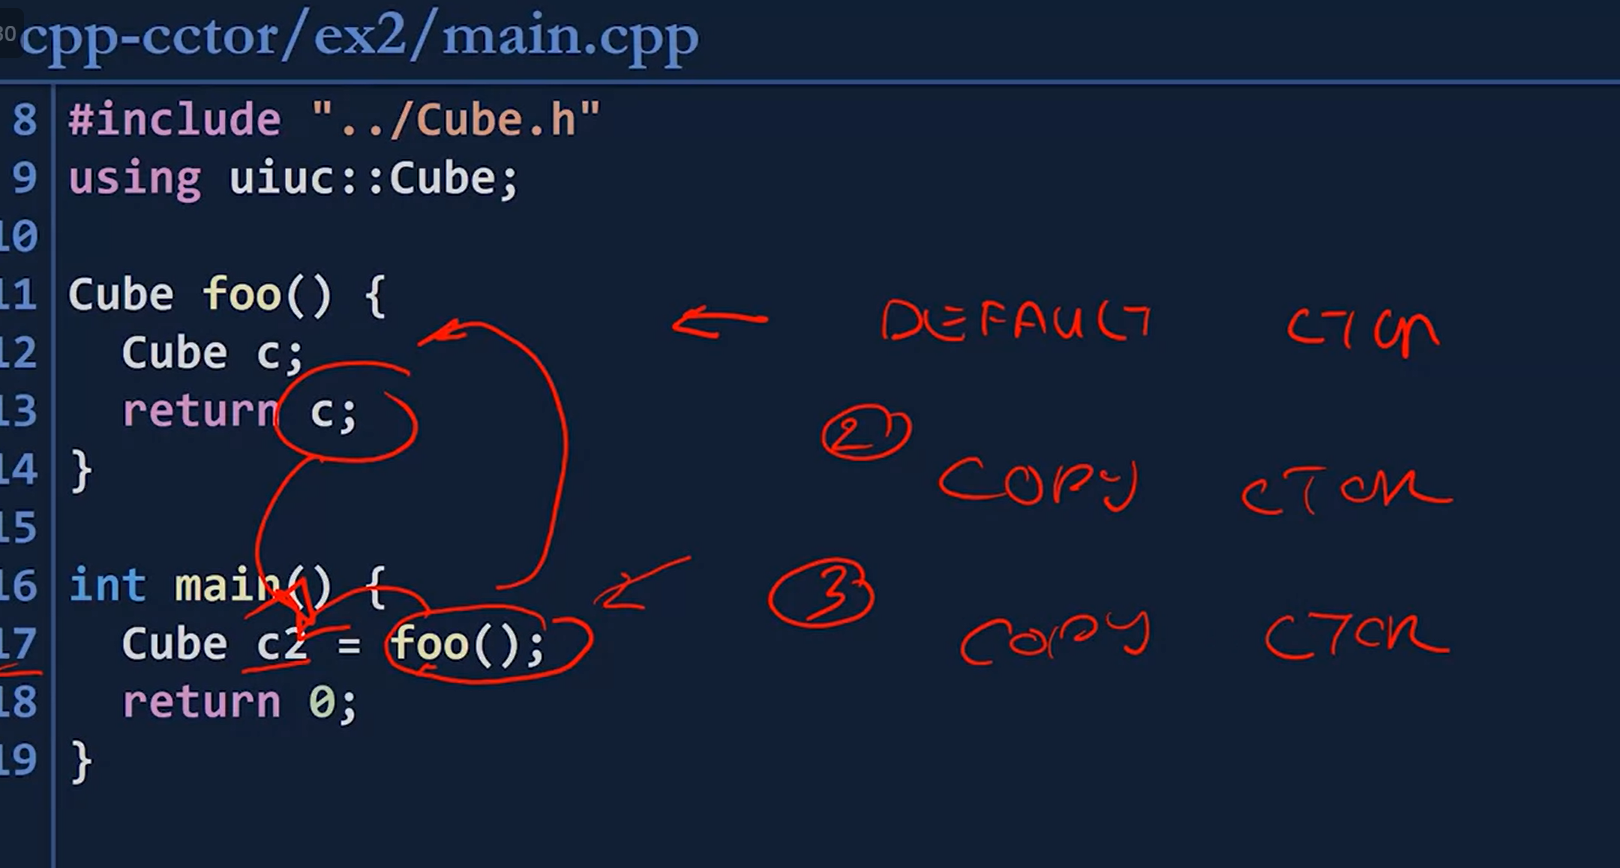 cpp-cctor/ex2/main.cpp
8 #include "../Cube.h"
9 using uiuc::Cube;
10
11 Cube foo() {
DEFAULT CTOR
12 Cube c;
13 return c;
2
14 }
COPY CTOR
15
16 int main() {
3
17 Cube c2 = foo();
COPY CTOR
18 return 0;
19 }